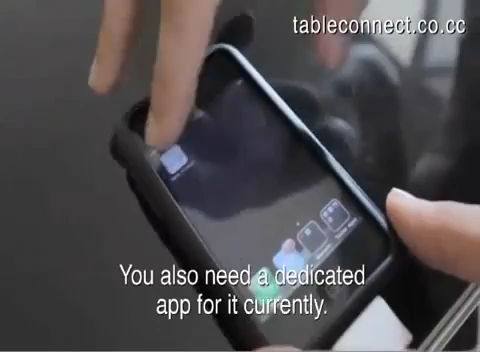 tableconnect.co.cc
You also need a dedicated
app for it currently.